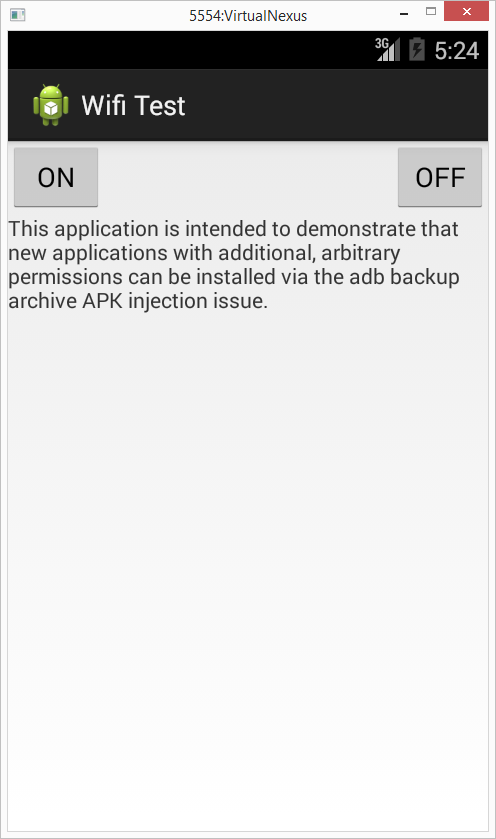 5554:VirtualNexus
3G 5:24
Wifi Test
ON OFF
This application is intended to demonstrate that
new applications with additional, arbitrary
permissions can be installed via the adb backup
archive APK injection issue.